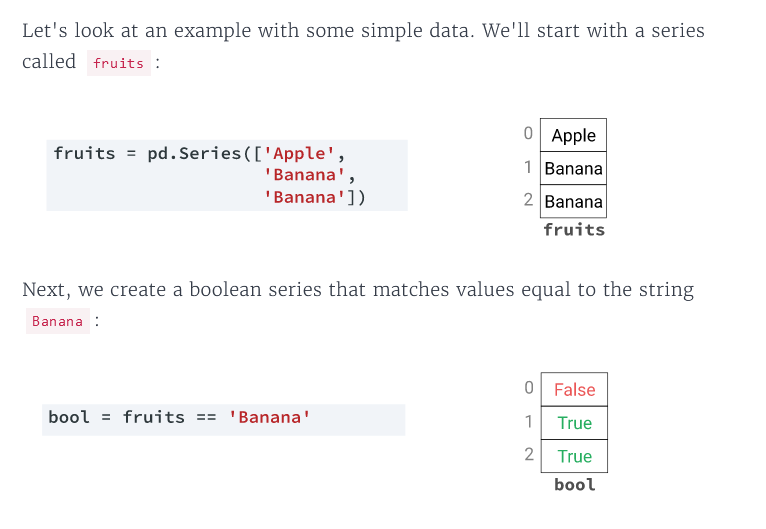 Let's look at an example with some simple data. We'll start with a series
called fruits :
fruits = pd.Series(['Apple',
'Banana',
'Banana'])
0 Apple
1 Banana
2 Banana
fruits
Next, we create a boolean series that matches values equal to the string
Banana :
bool = fruits == 'Banana'
0 False
1 True
2 True
bool